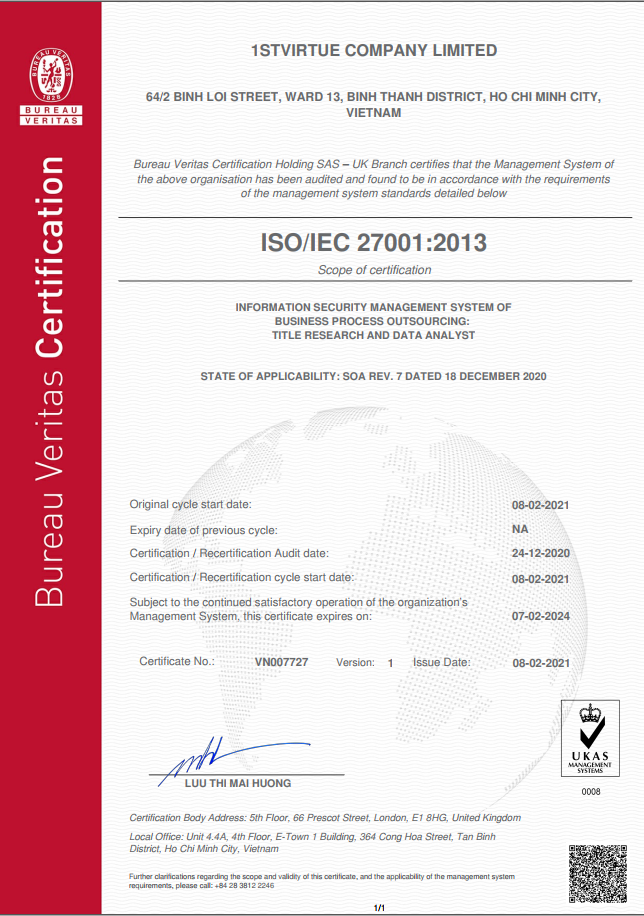 BUREAU VERITAS
1828
BUREAU
VERITAS
Bureau Veritas Certification
1STVIRTUE COMPANY LIMITED
64/2 BINH LOI STREET, WARD 13, BINH THANH DISTRICT, HO CHI MINH CITY,
VIETNAM
Bureau Veritas Certification Holding SAS – UK Branch certifies that the Management System of
the above organisation has been audited and found to be in accordance with the requirements
of the management system standards detailed below
ISO/IEC 27001:2013
Scope of certification
INFORMATION SECURITY MANAGEMENT SYSTEM OF
BUSINESS PROCESS OUTSOURCING:
TITLE RESEARCH AND DATA ANALYST
STATE OF APPLICABILITY: SOA REV. 7 DATED 18 DECEMBER 2020
Original cycle start date: 08-02-2021
Expiry date of previous cycle: NA
Certification / Recertification Audit date: 24-12-2020
Certification / Recertification cycle start date: 08-02-2021
Subject to the continued satisfactory operation of the organization's
Management System, this certificate expires on: 07-02-2024
Certificate No.: VN007727 Version: 1 Issue Date: 08-02-2021
LUU THI MAI HUONG
UKAS
MANAGEMENT
SYSTEMS
0008
Certification Body Address: 5th Floor, 66 Prescot Street, London, E1 8HG, United Kingdom
Local Office: Unit 4.4A, 4th Floor, E-Town 1 Building, 364 Cong Hoa Street, Tan Binh
District, Ho Chi Minh City, Vietnam
Further clarifications regarding the scope and validity of this certificate, and the applicability of the management system
requirements, please call: +84 28 3812 2246
1/1